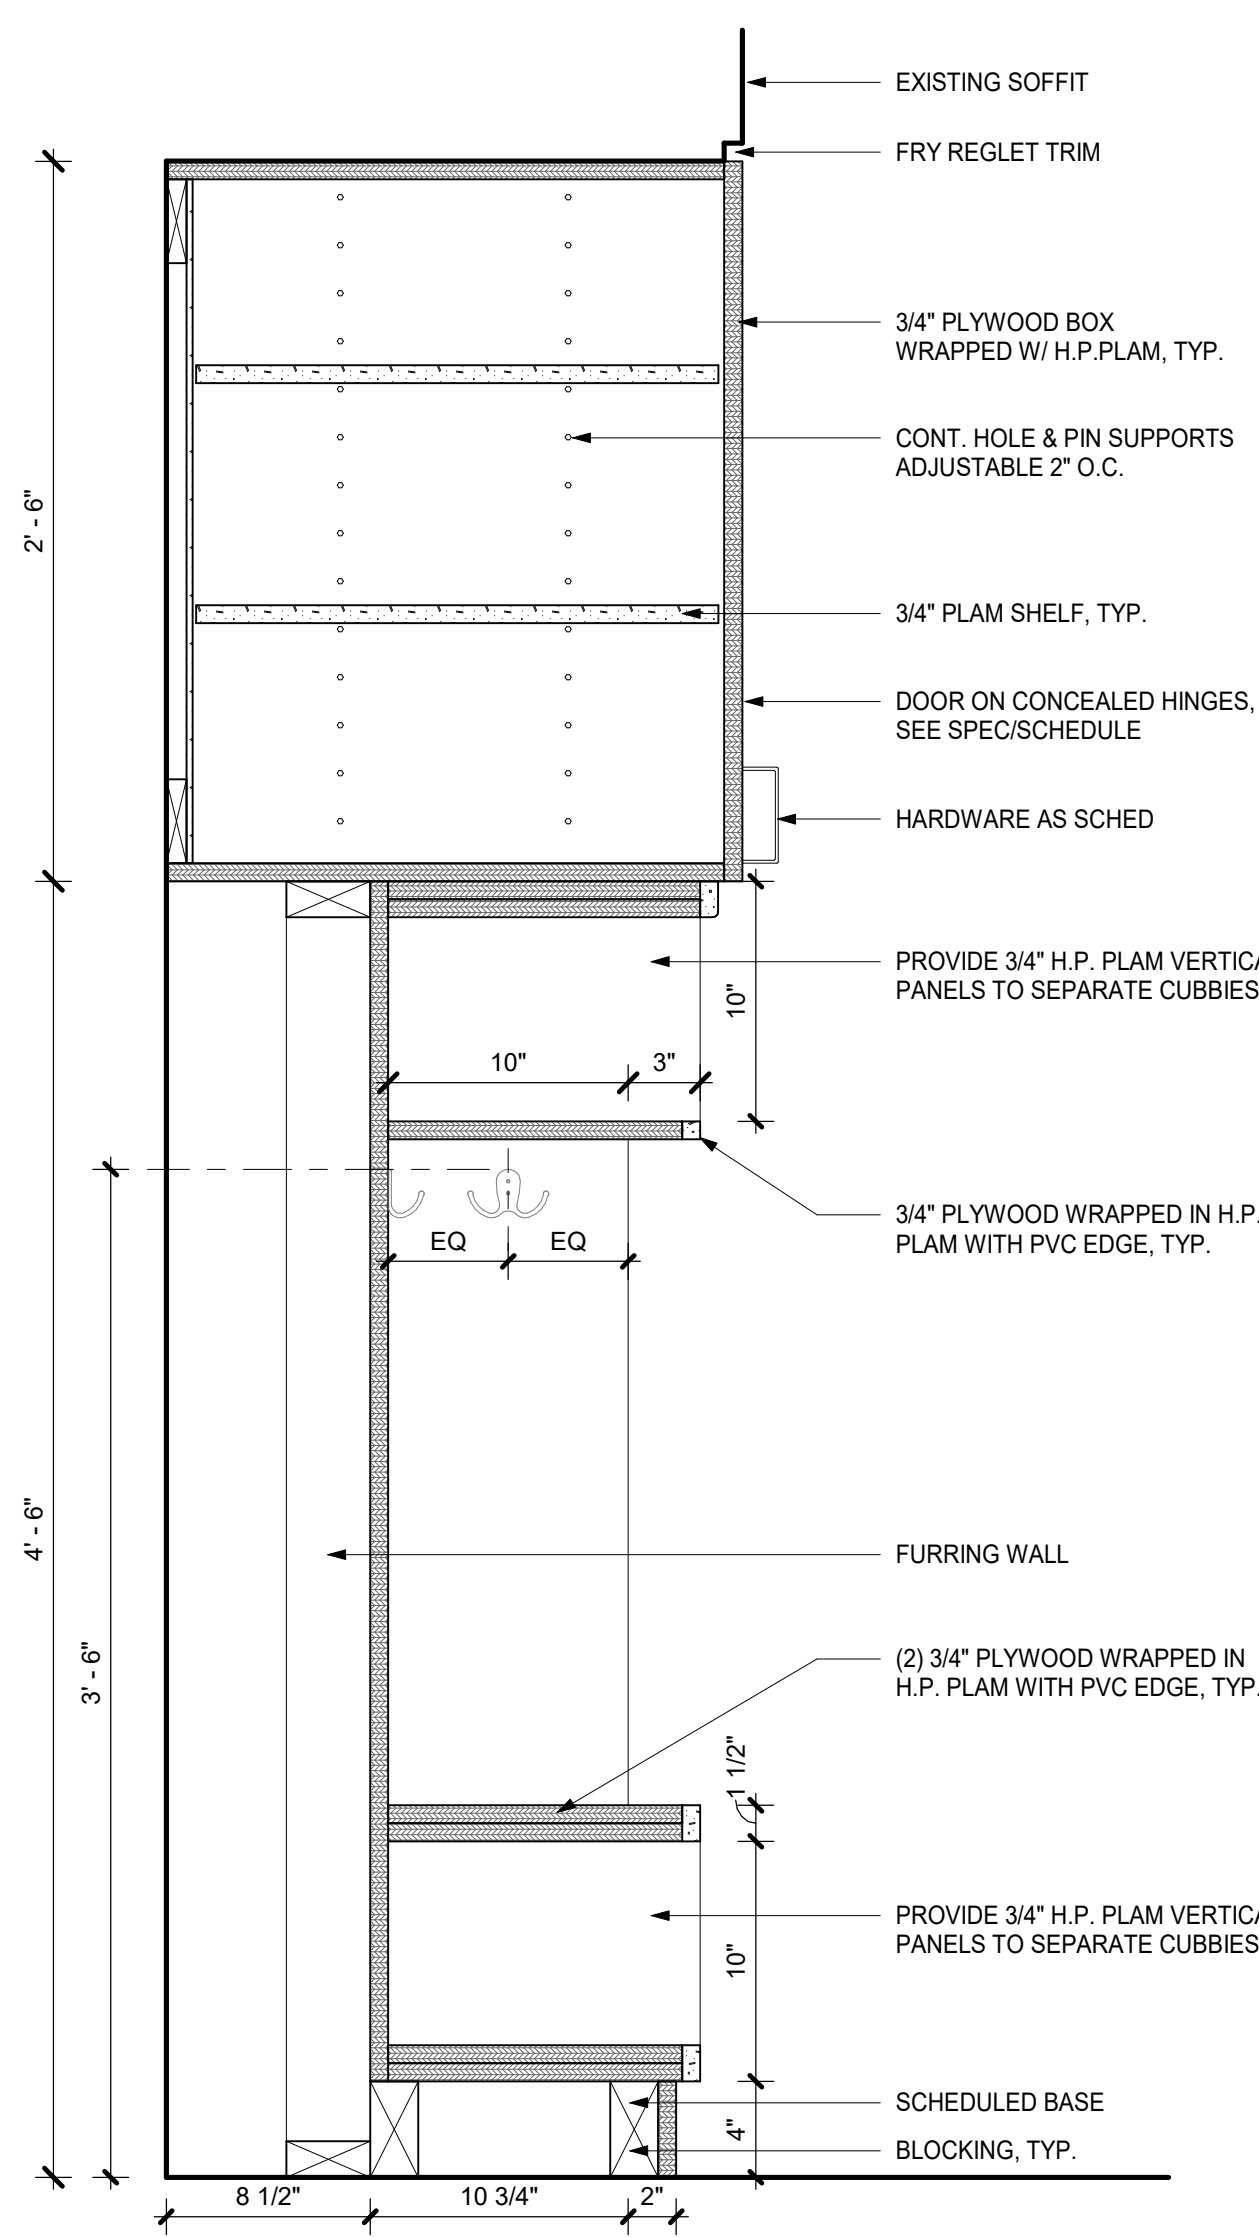 EXISTING SOFFIT
FRY REGLET TRIM
3/4" PLYWOOD BOX
WRAPPED W/ H.P.PLAM, TYP.
CONT. HOLE & PIN SUPPORTS
ADJUSTABLE 2" O.C.
2' - 6"
3/4" PLAM SHELF, TYP.
DOOR ON CONCEALED HINGES,
SEE SPEC/SCHEDULE
HARDWARE AS SCHED
PROVIDE 3/4" H.P. PLAM VERTICA
PANELS TO SEPARATE CUBBIES
10"
10"
3"
3/4" PLYWOOD WRAPPED IN H.P.
PLAM WITH PVC EDGE, TYP.
EQ
EQ
4' - 6"
FURRING WALL
3' - 6"
(2) 3/4" PLYWOOD WRAPPED IN
H.P. PLAM WITH PVC EDGE, TYP.
1 1/2"
PROVIDE 3/4" H.P. PLAM VERTICA
PANELS TO SEPARATE CUBBIES
10"
SCHEDULED BASE
4"
BLOCKING, TYP.
8 1/2"
10 3/4"
2"